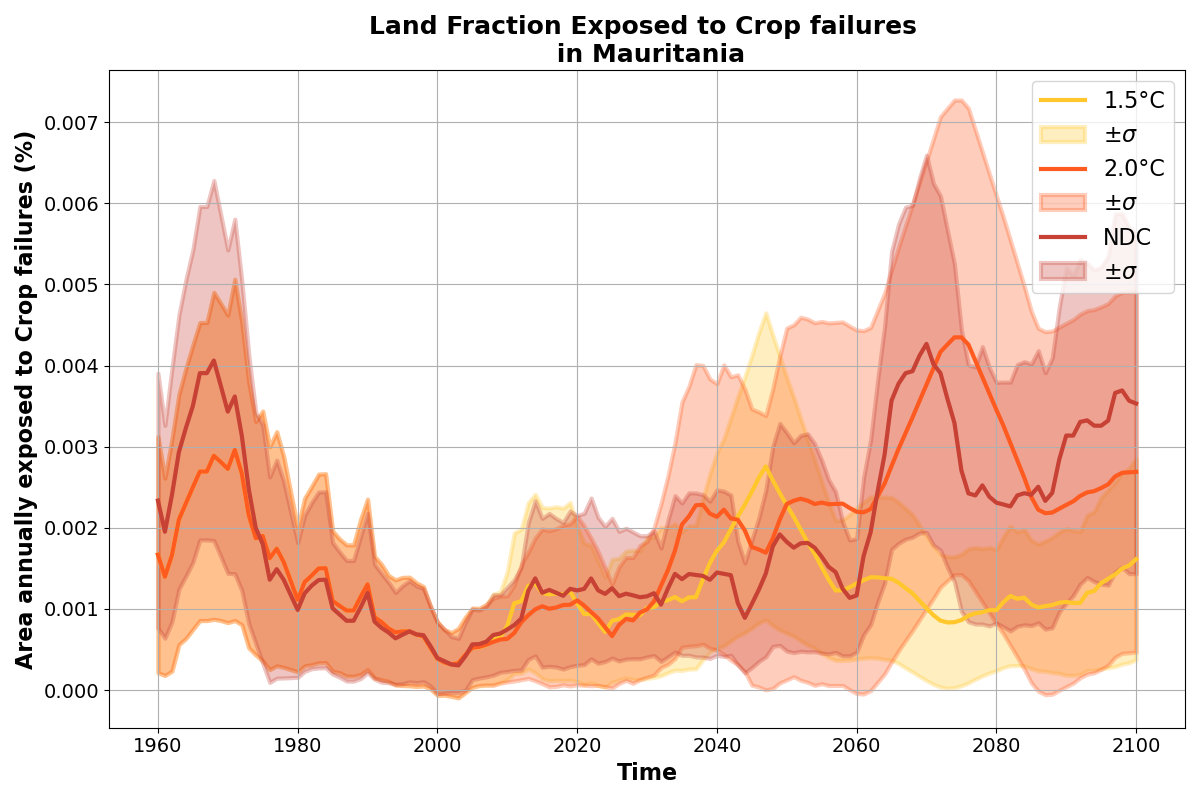 Land Fraction Exposed to Crop failures
in Mauritania
Area annually exposed to Crop failures (%)
0.007
0.006
0.005
0.004
0.003
0.002
0.001
0.000
1960
1980
2000
2020
2040
2060
2080
2100
Time
1.5°C
±σ
2.0°C
±σ
NDC
±σ